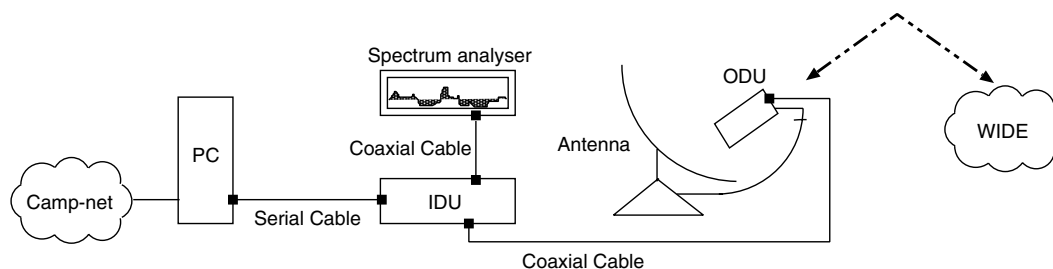 Spectrum analyser
ODU
PC
Coaxial Cable
Antenna
WIDE
Camp-net
IDU
Serial Cable
Coaxial Cable